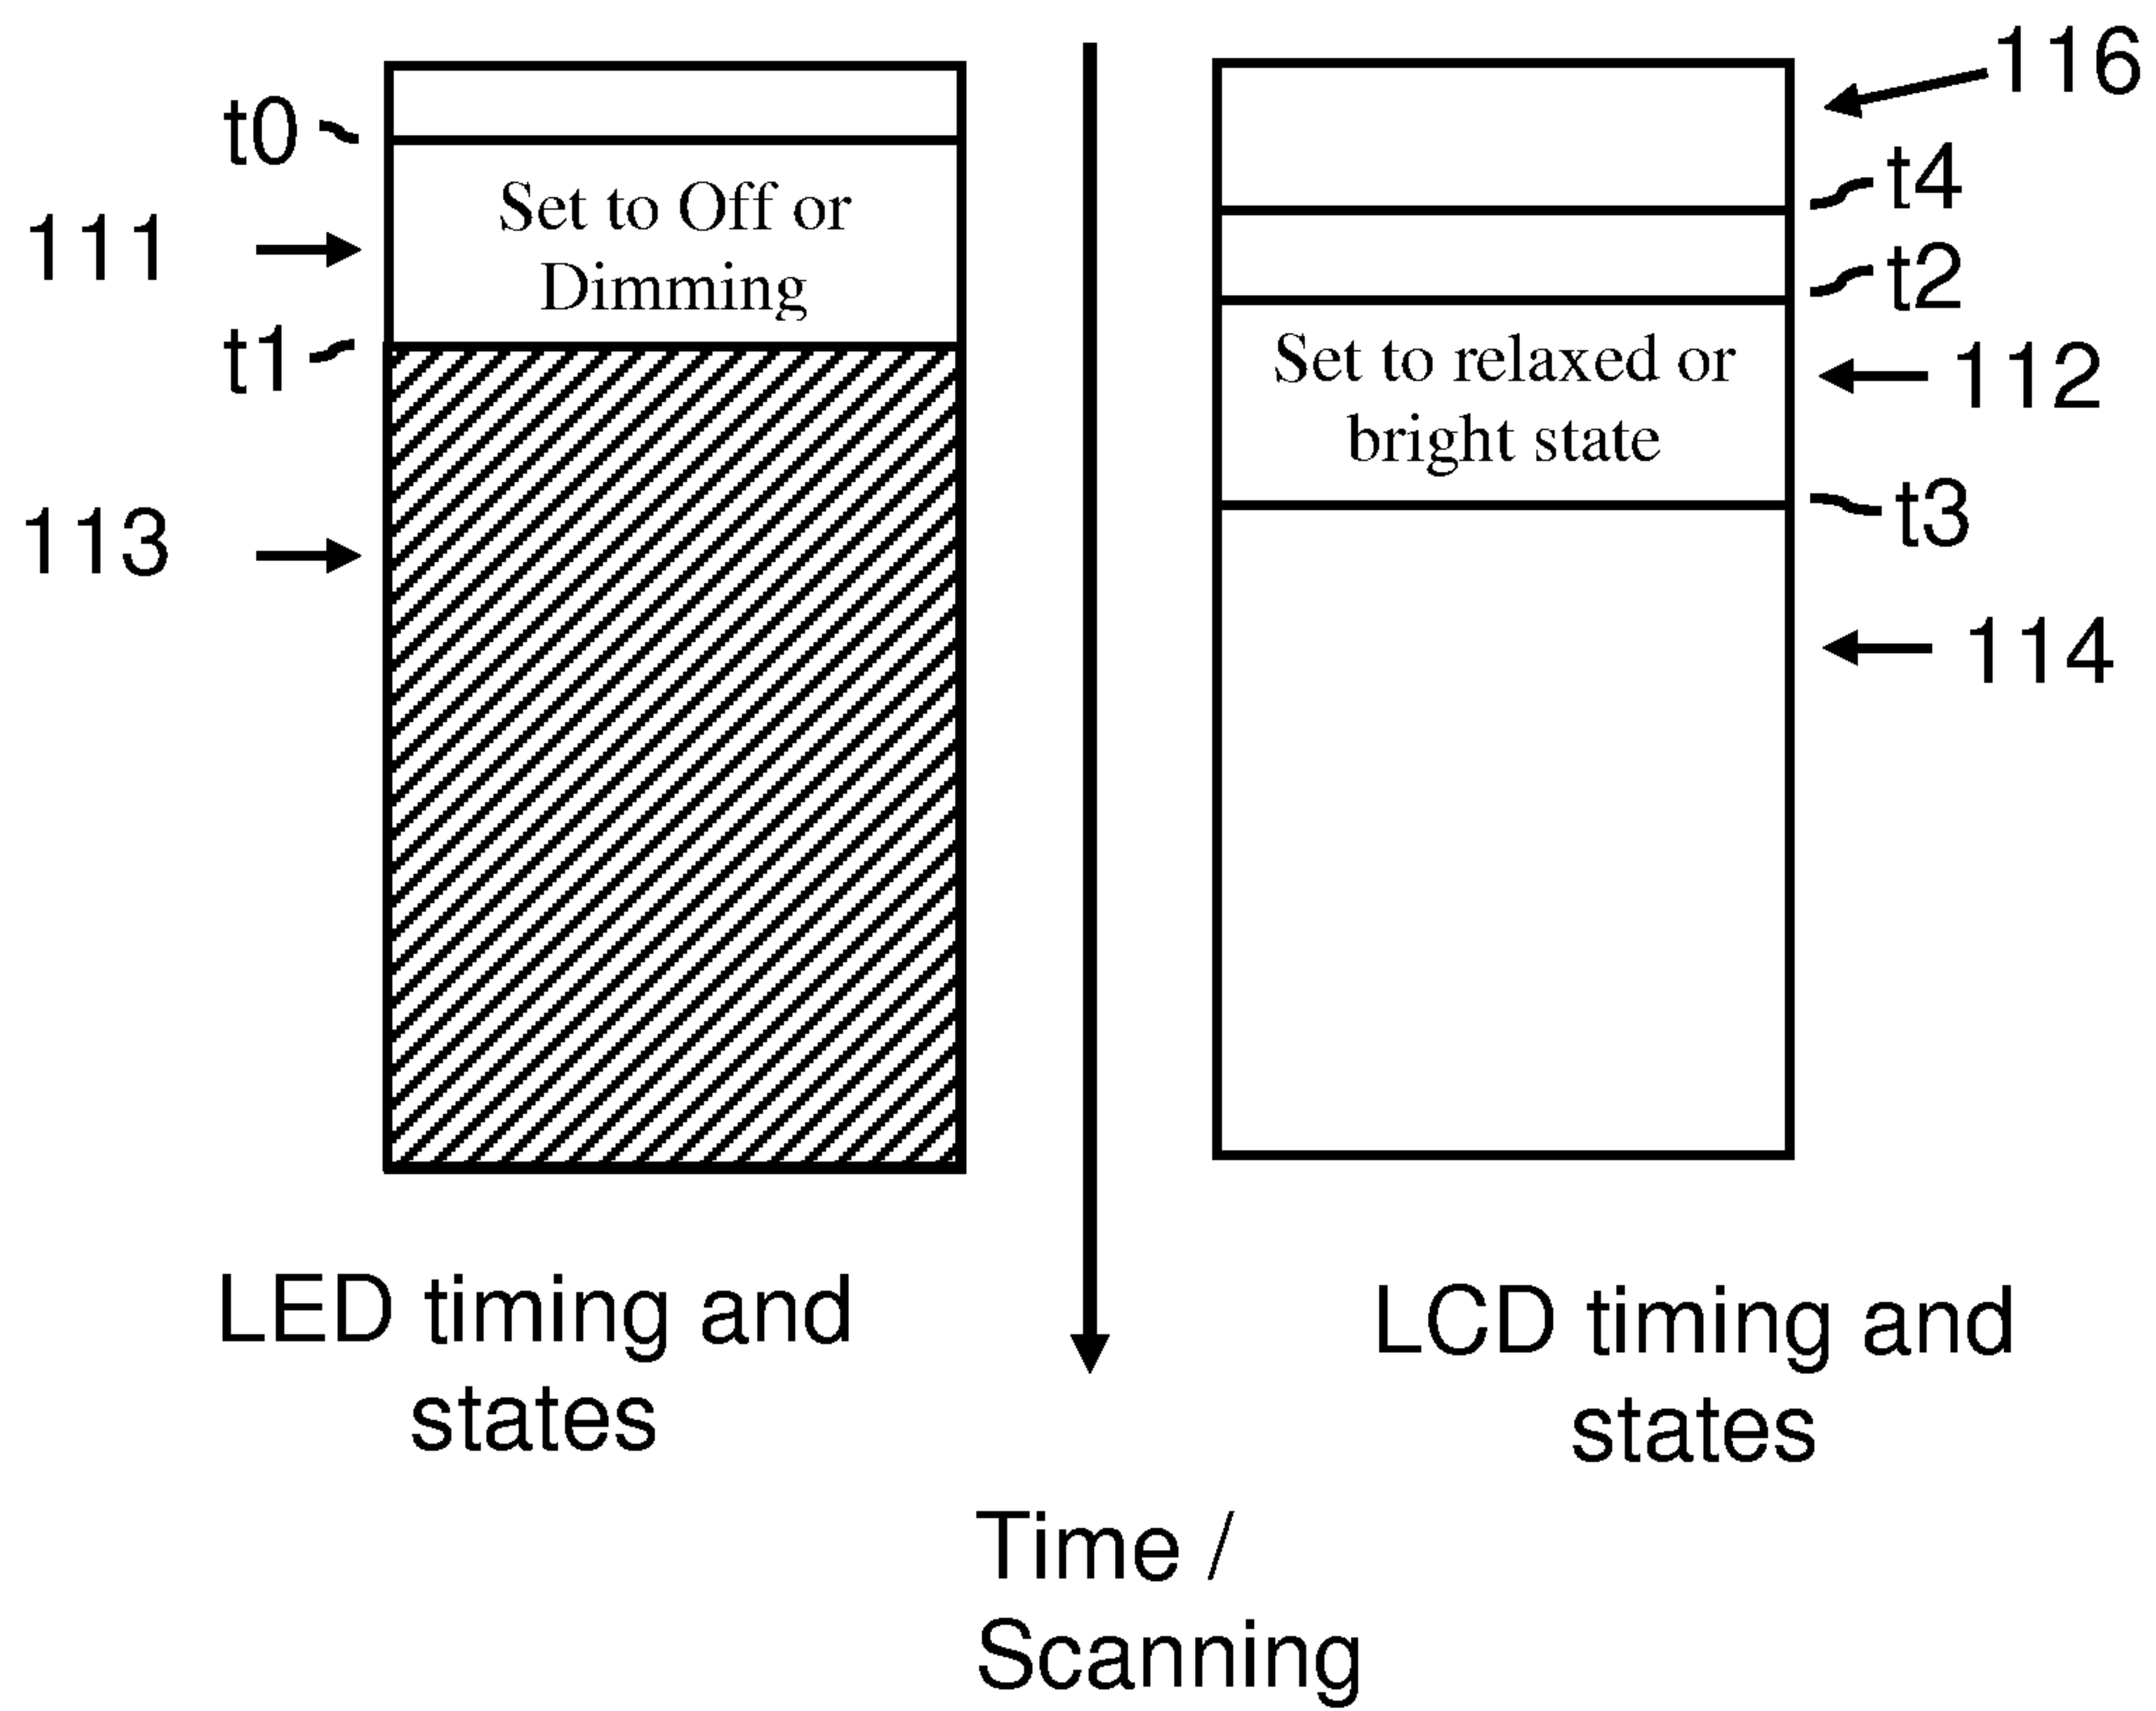 116
t0
t4
Set to Off or
Dimming
111
t2
t1
Set to relaxed or
bright state
112
t3
113
114
LED timing and
states
LCD timing and
states
Time /
Scanning